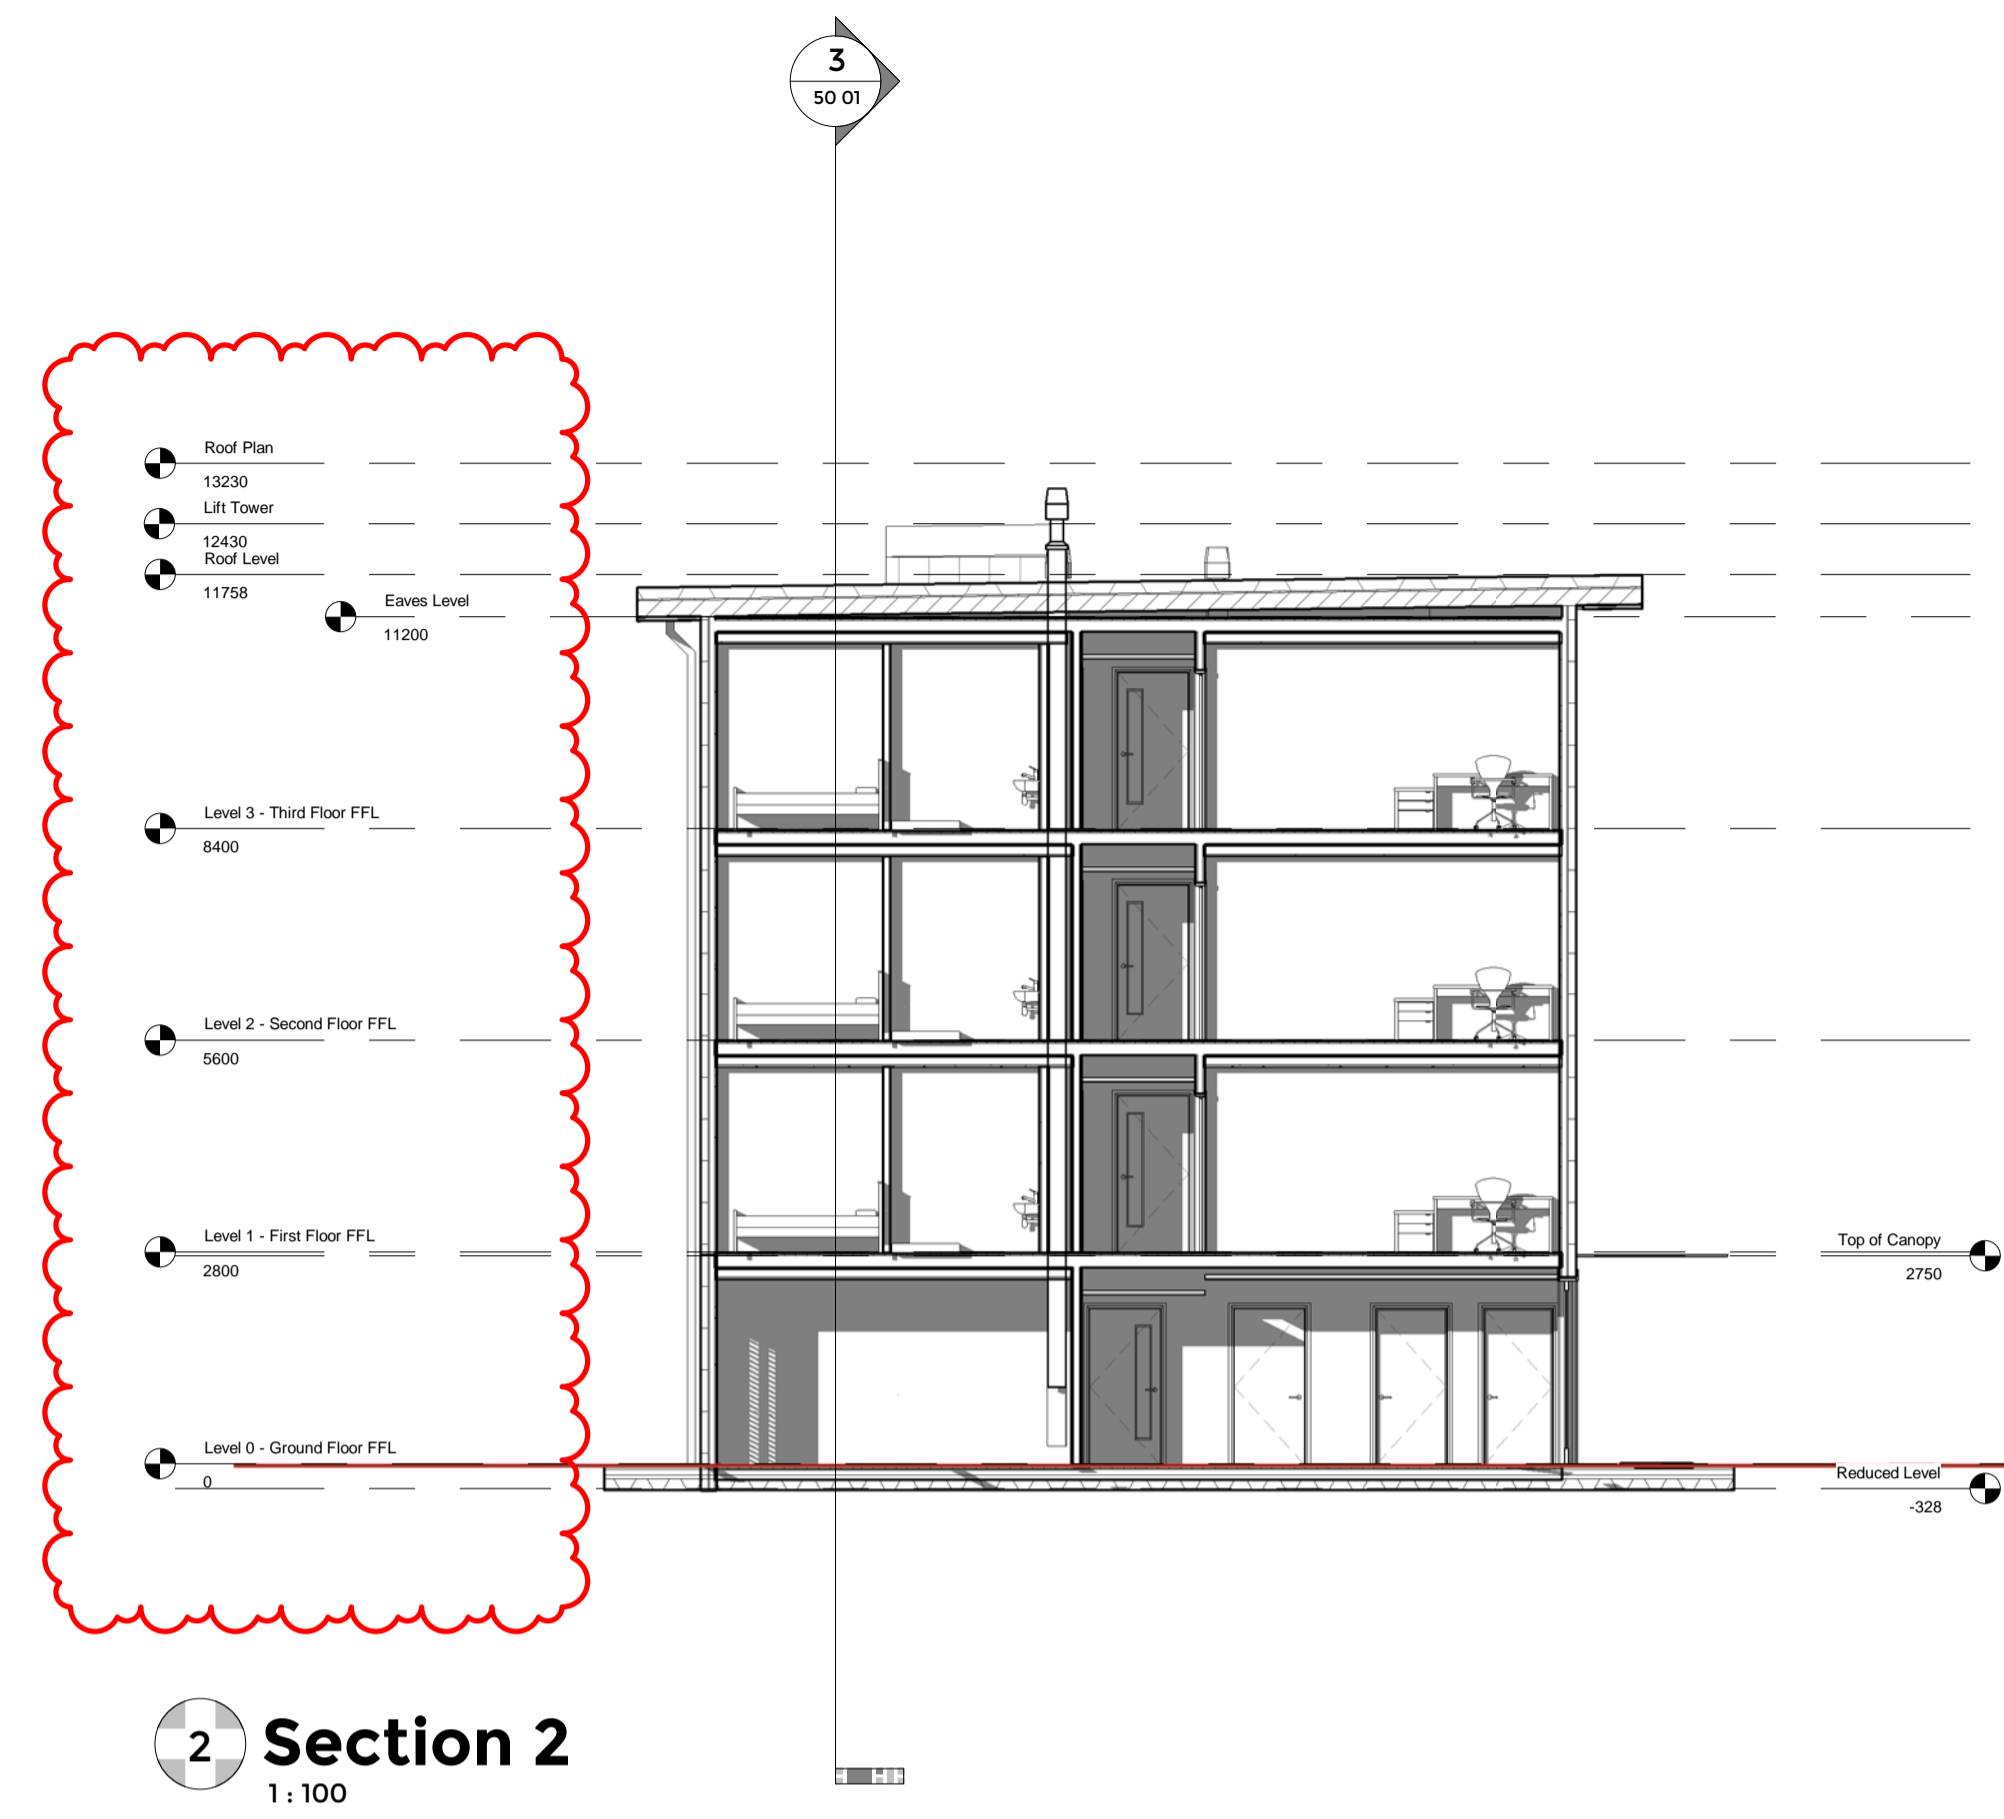 3
50 01
Roof Plan
13230
Lift Tower
12430
Roof Level
11758
Eaves Level
11200
Level 3 - Third Floor FFL
8400
Level 2 - Second Floor FFL
5600
Level 1 - First Floor FFL
2800
Top of Canopy
2750
Level 0 - Ground Floor FFL
0
Reduced Level
-328
2
Section 2
1 : 100